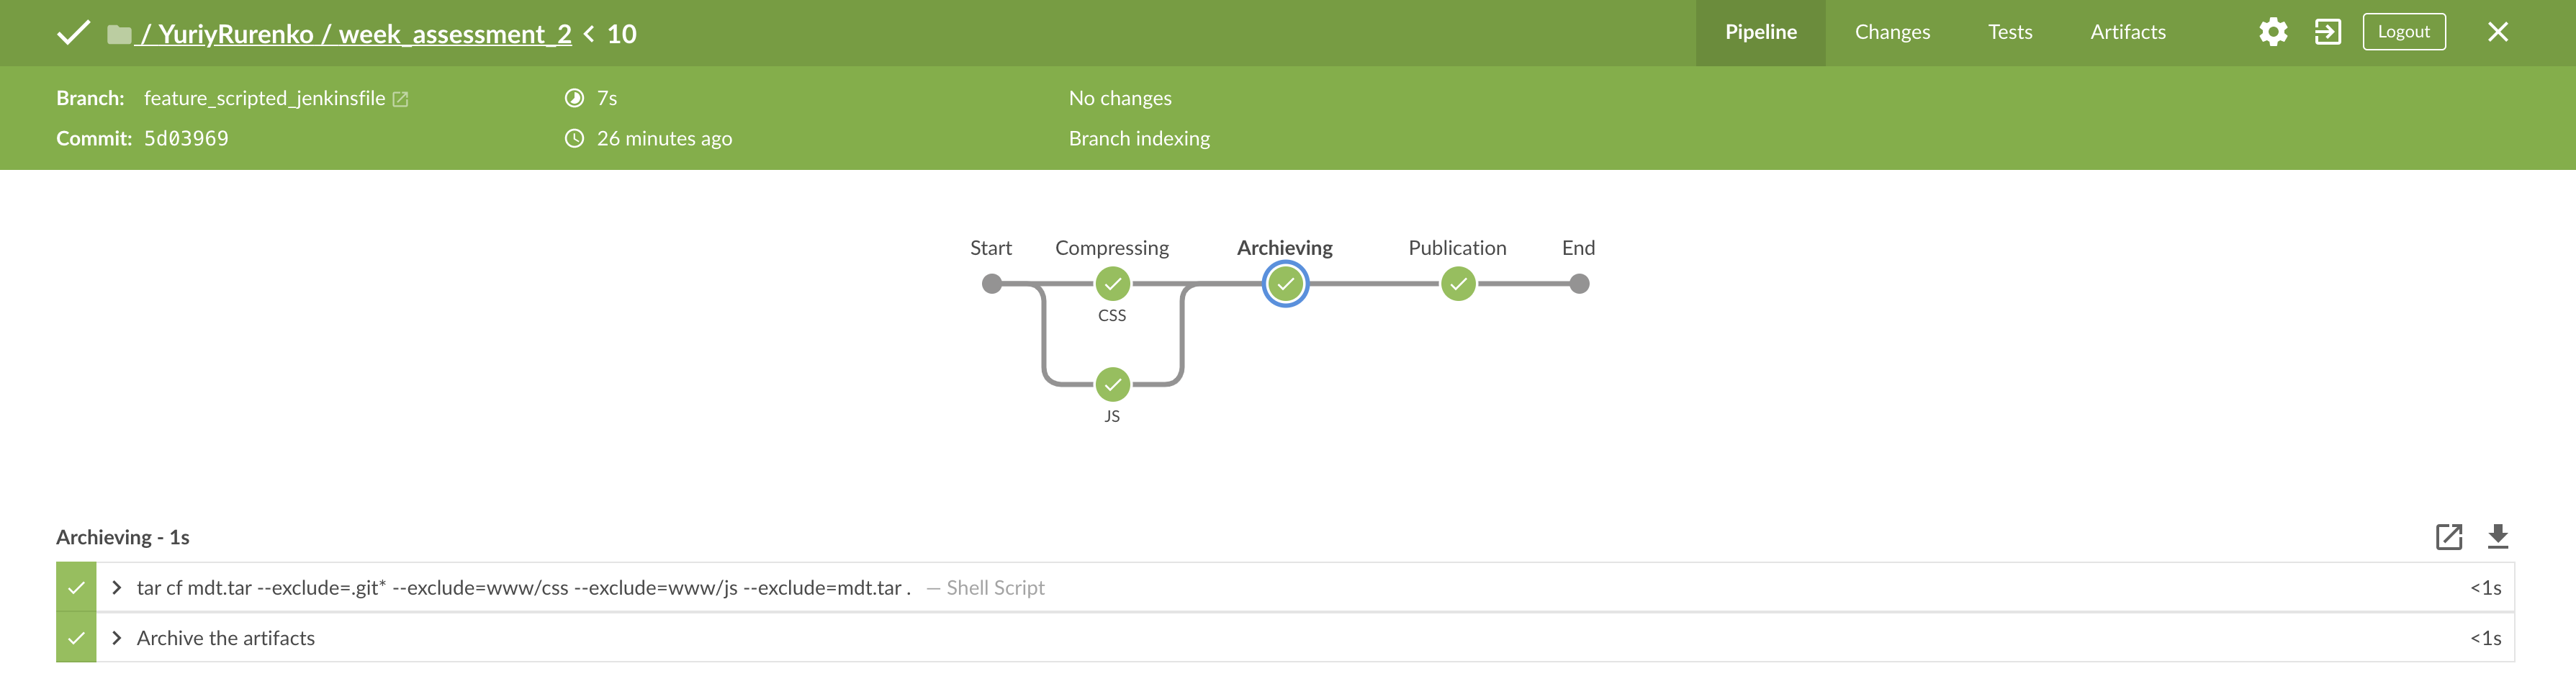 / YuriyRurenko / week_assessment_2 < 10
Pipeline Changes Tests Artifacts Logout
Branch: feature_scripted_jenkinsfile 7s No changes
Commit: 5d03969 26 minutes ago Branch indexing
Start Compressing Archieving Publication End
CSS
JS
Archieving - 1s
tar cf mdt.tar --exclude=.git* --exclude=www/css --exclude=www/js --exclude=mdt.tar . — Shell Script <1s
Archive the artifacts <1s